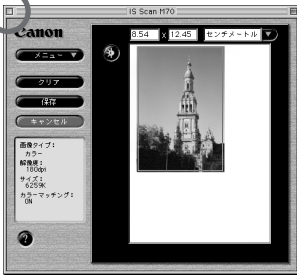 IS Scan M70
Canon
8.54 x 12.45 センチメートル
メニュー
クリア
保存
キャンセル
画像タイプ:
カラー
解像度:
180dpi
サイズ:
6259K
カラーマッチング:
ON
?